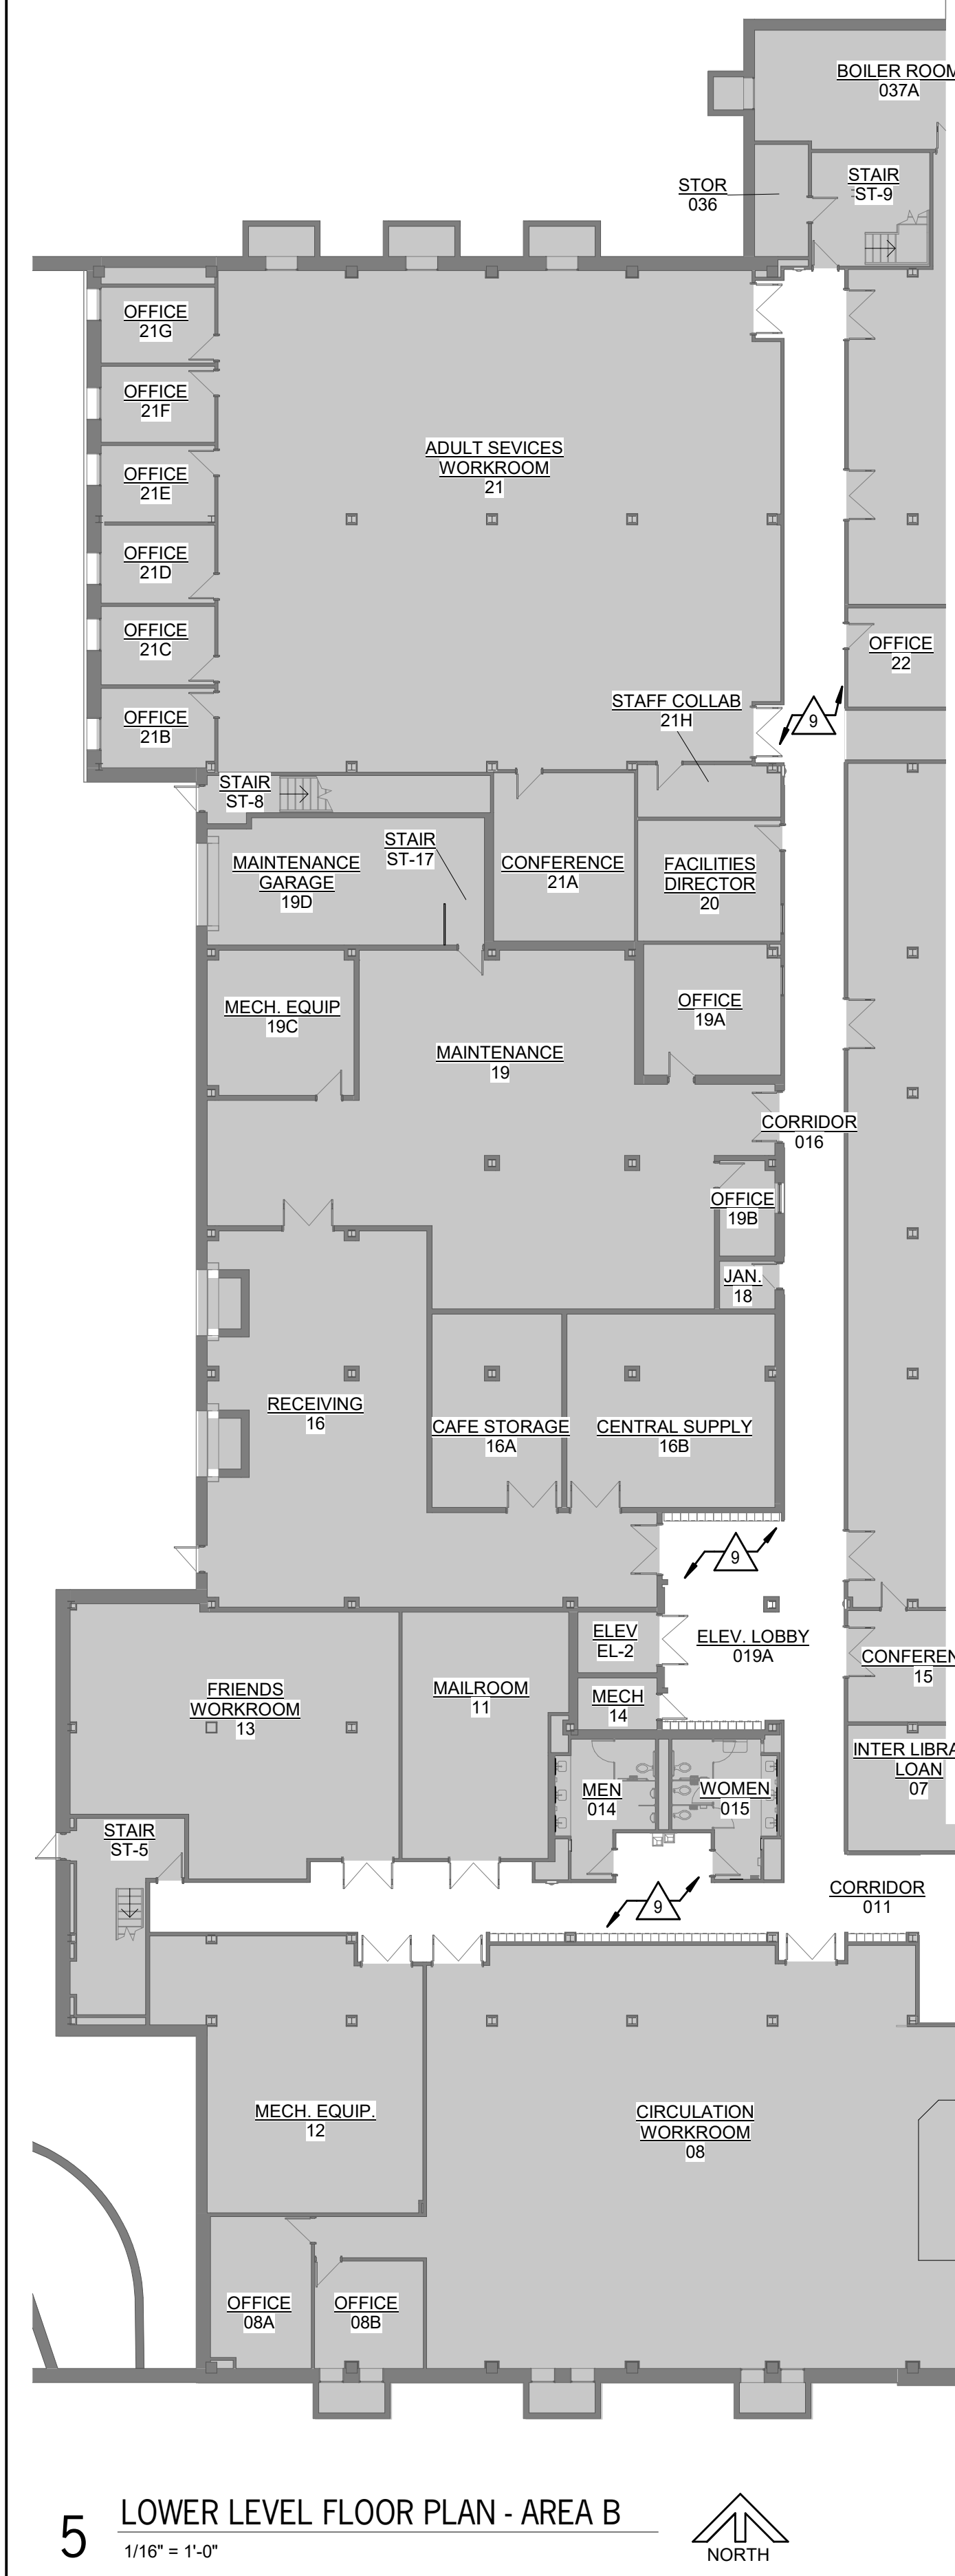 BOILER ROOM
037A
STOR
036
STAIR
ST-9
OFFICE
21G
OFFICE
21F
ADULT SEVICES
WORKROOM
21
OFFICE
21E
OFFICE
21D
OFFICE
21C
OFFICE
22
OFFICE
21B
STAFF COLLAB
21H
9
STAIR
ST-8
STAIR
ST-17
MAINTENANCE
GARAGE
19D
CONFERENCE
21A
FACILITIES
DIRECTOR
20
MECH. EQUIP
19C
OFFICE
19A
MAINTENANCE
19
CORRIDOR
016
OFFICE
19B
JAN.
18
RECEIVING
16
CAFE STORAGE
16A
CENTRAL SUPPLY
16B
9
ELEV
EL-2
ELEV. LOBBY
019A
CONFEREN
15
FRIENDS
WORKROOM
13
MAILROOM
11
MECH
14
INTER LIBRA
LOAN
07
MEN
014
WOMEN
015
STAIR
ST-5
CORRIDOR
011
9
MECH. EQUIP.
12
CIRCULATION
WORKROOM
08
OFFICE
08A
OFFICE
08B
5
LOWER LEVEL FLOOR PLAN - AREA B
1/16" = 1'-0"
NORTH